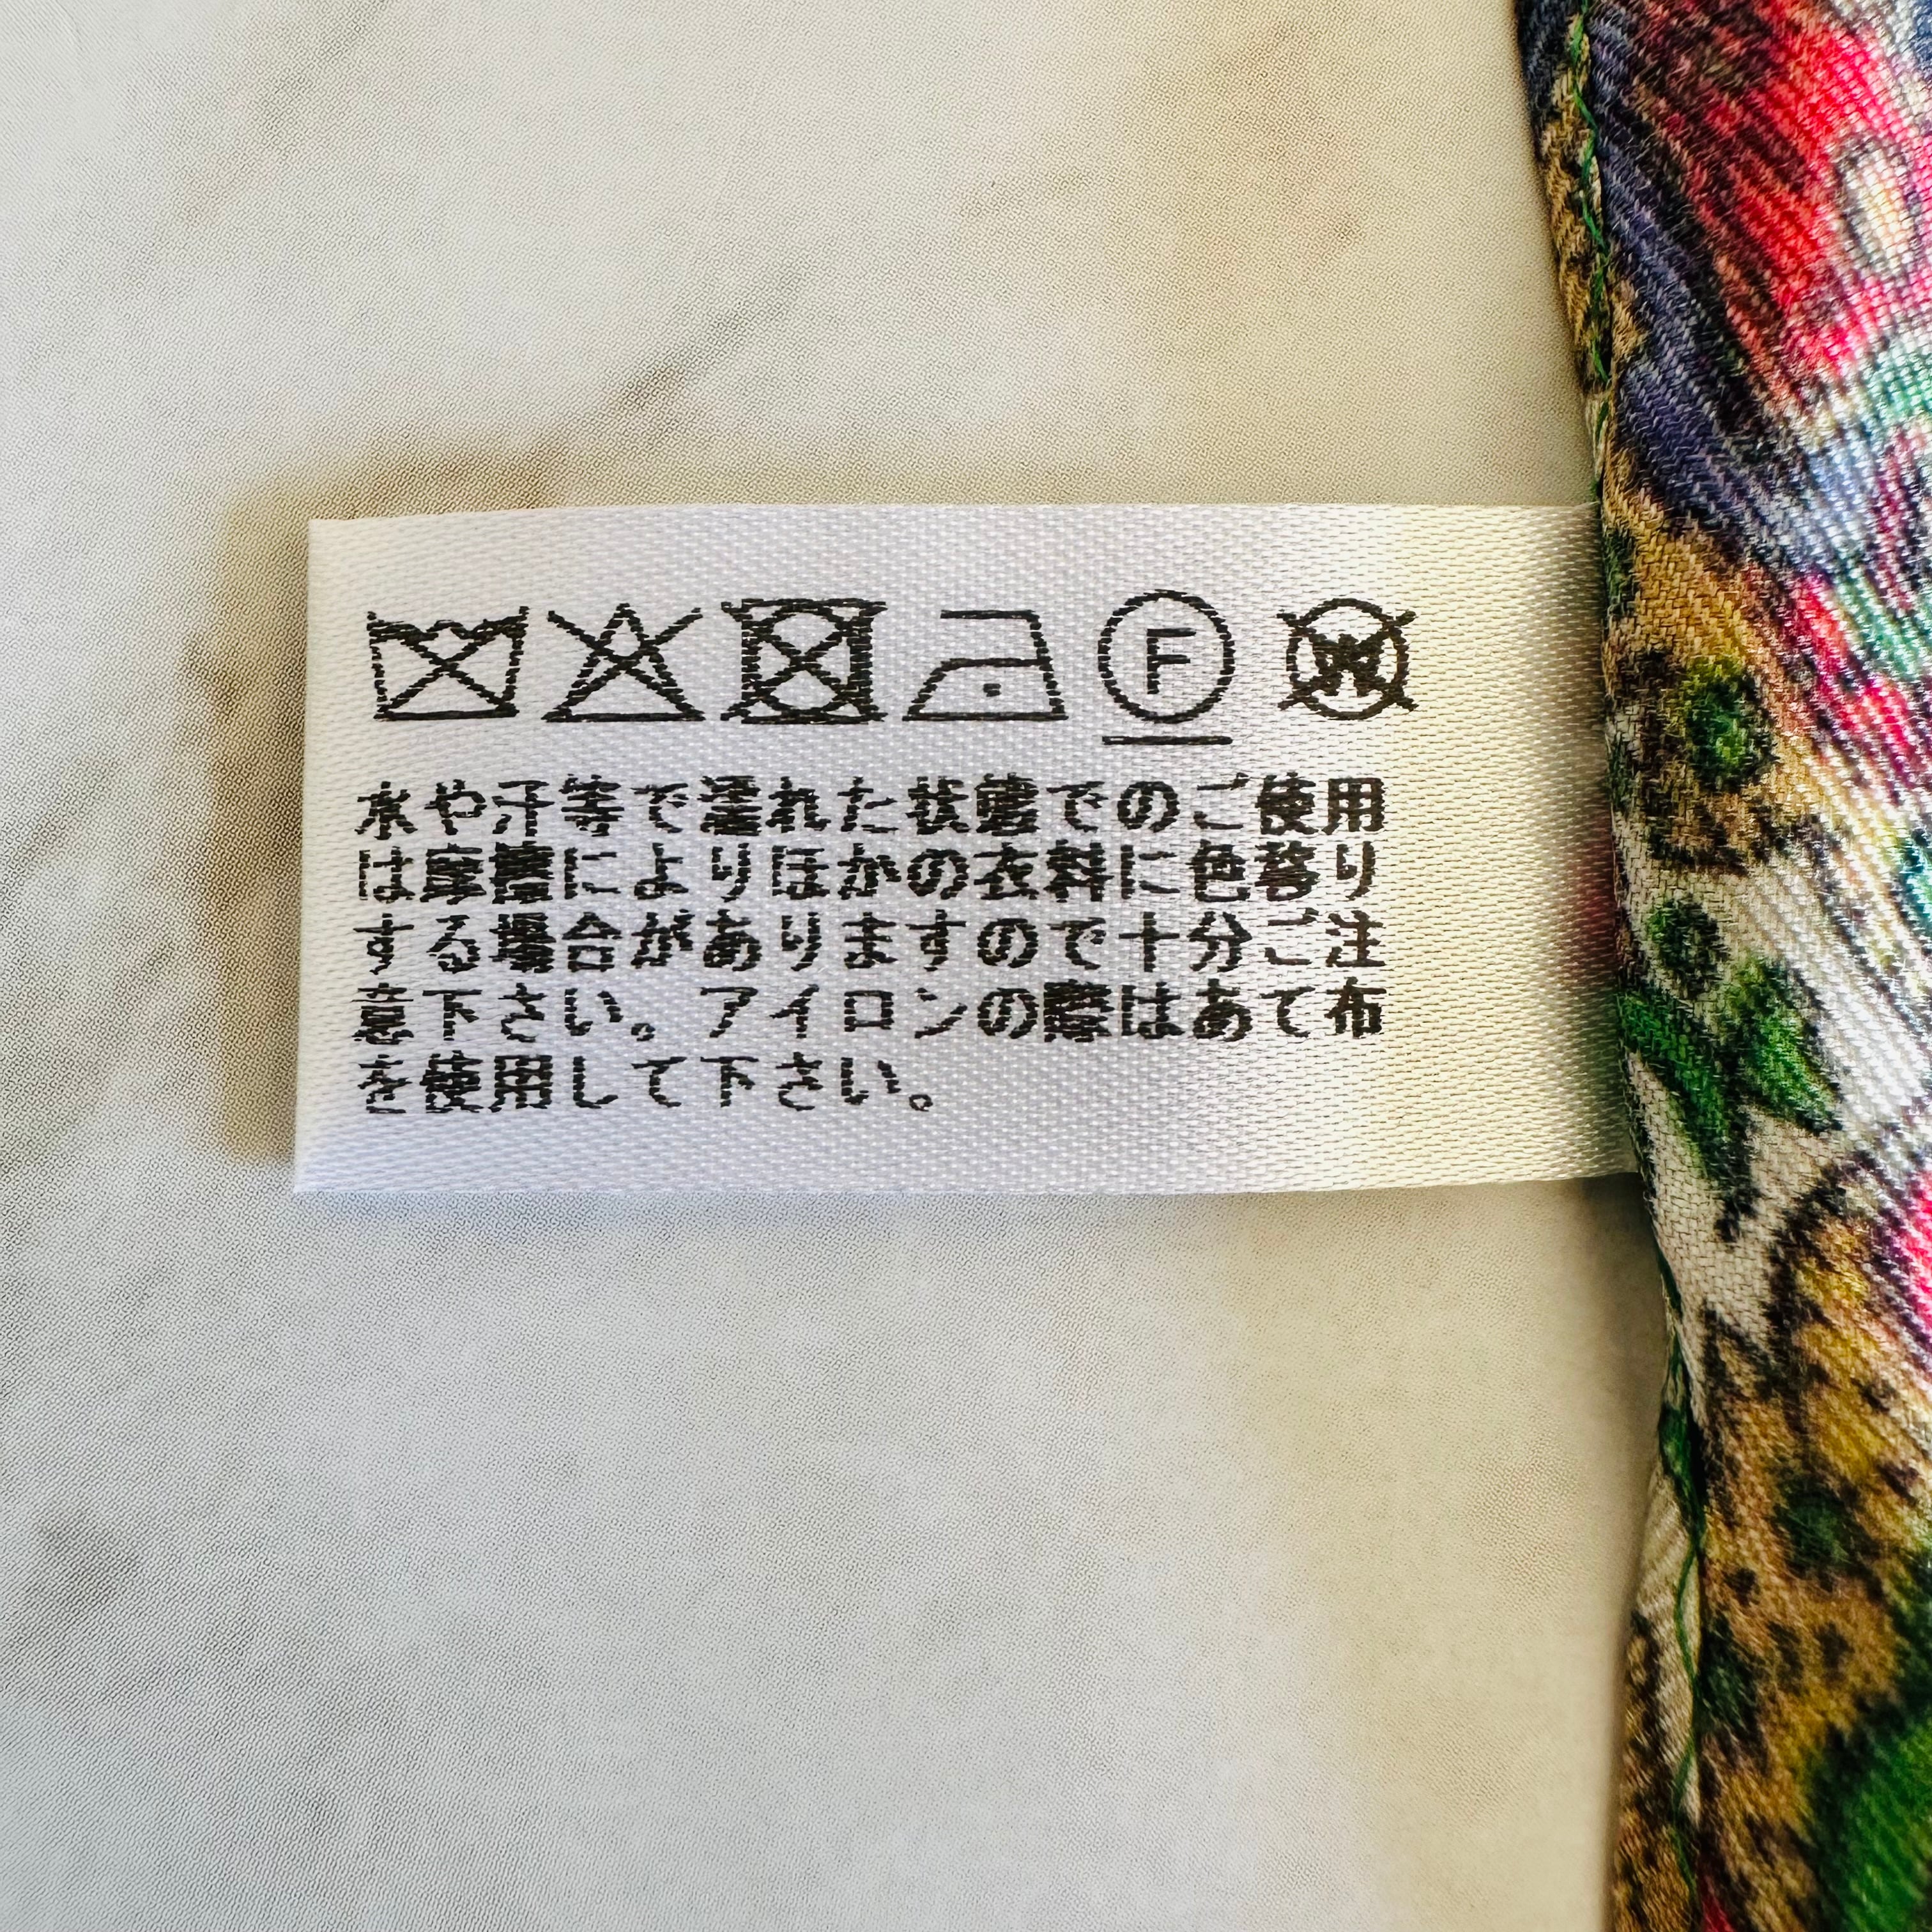 F W
水や汗等で濡れた状態でのご使用
は摩擦によりほかの衣料に色移り
する場合がありますので十分ご注
意下さい。アイロンの際はあて布
を使用して下さい。